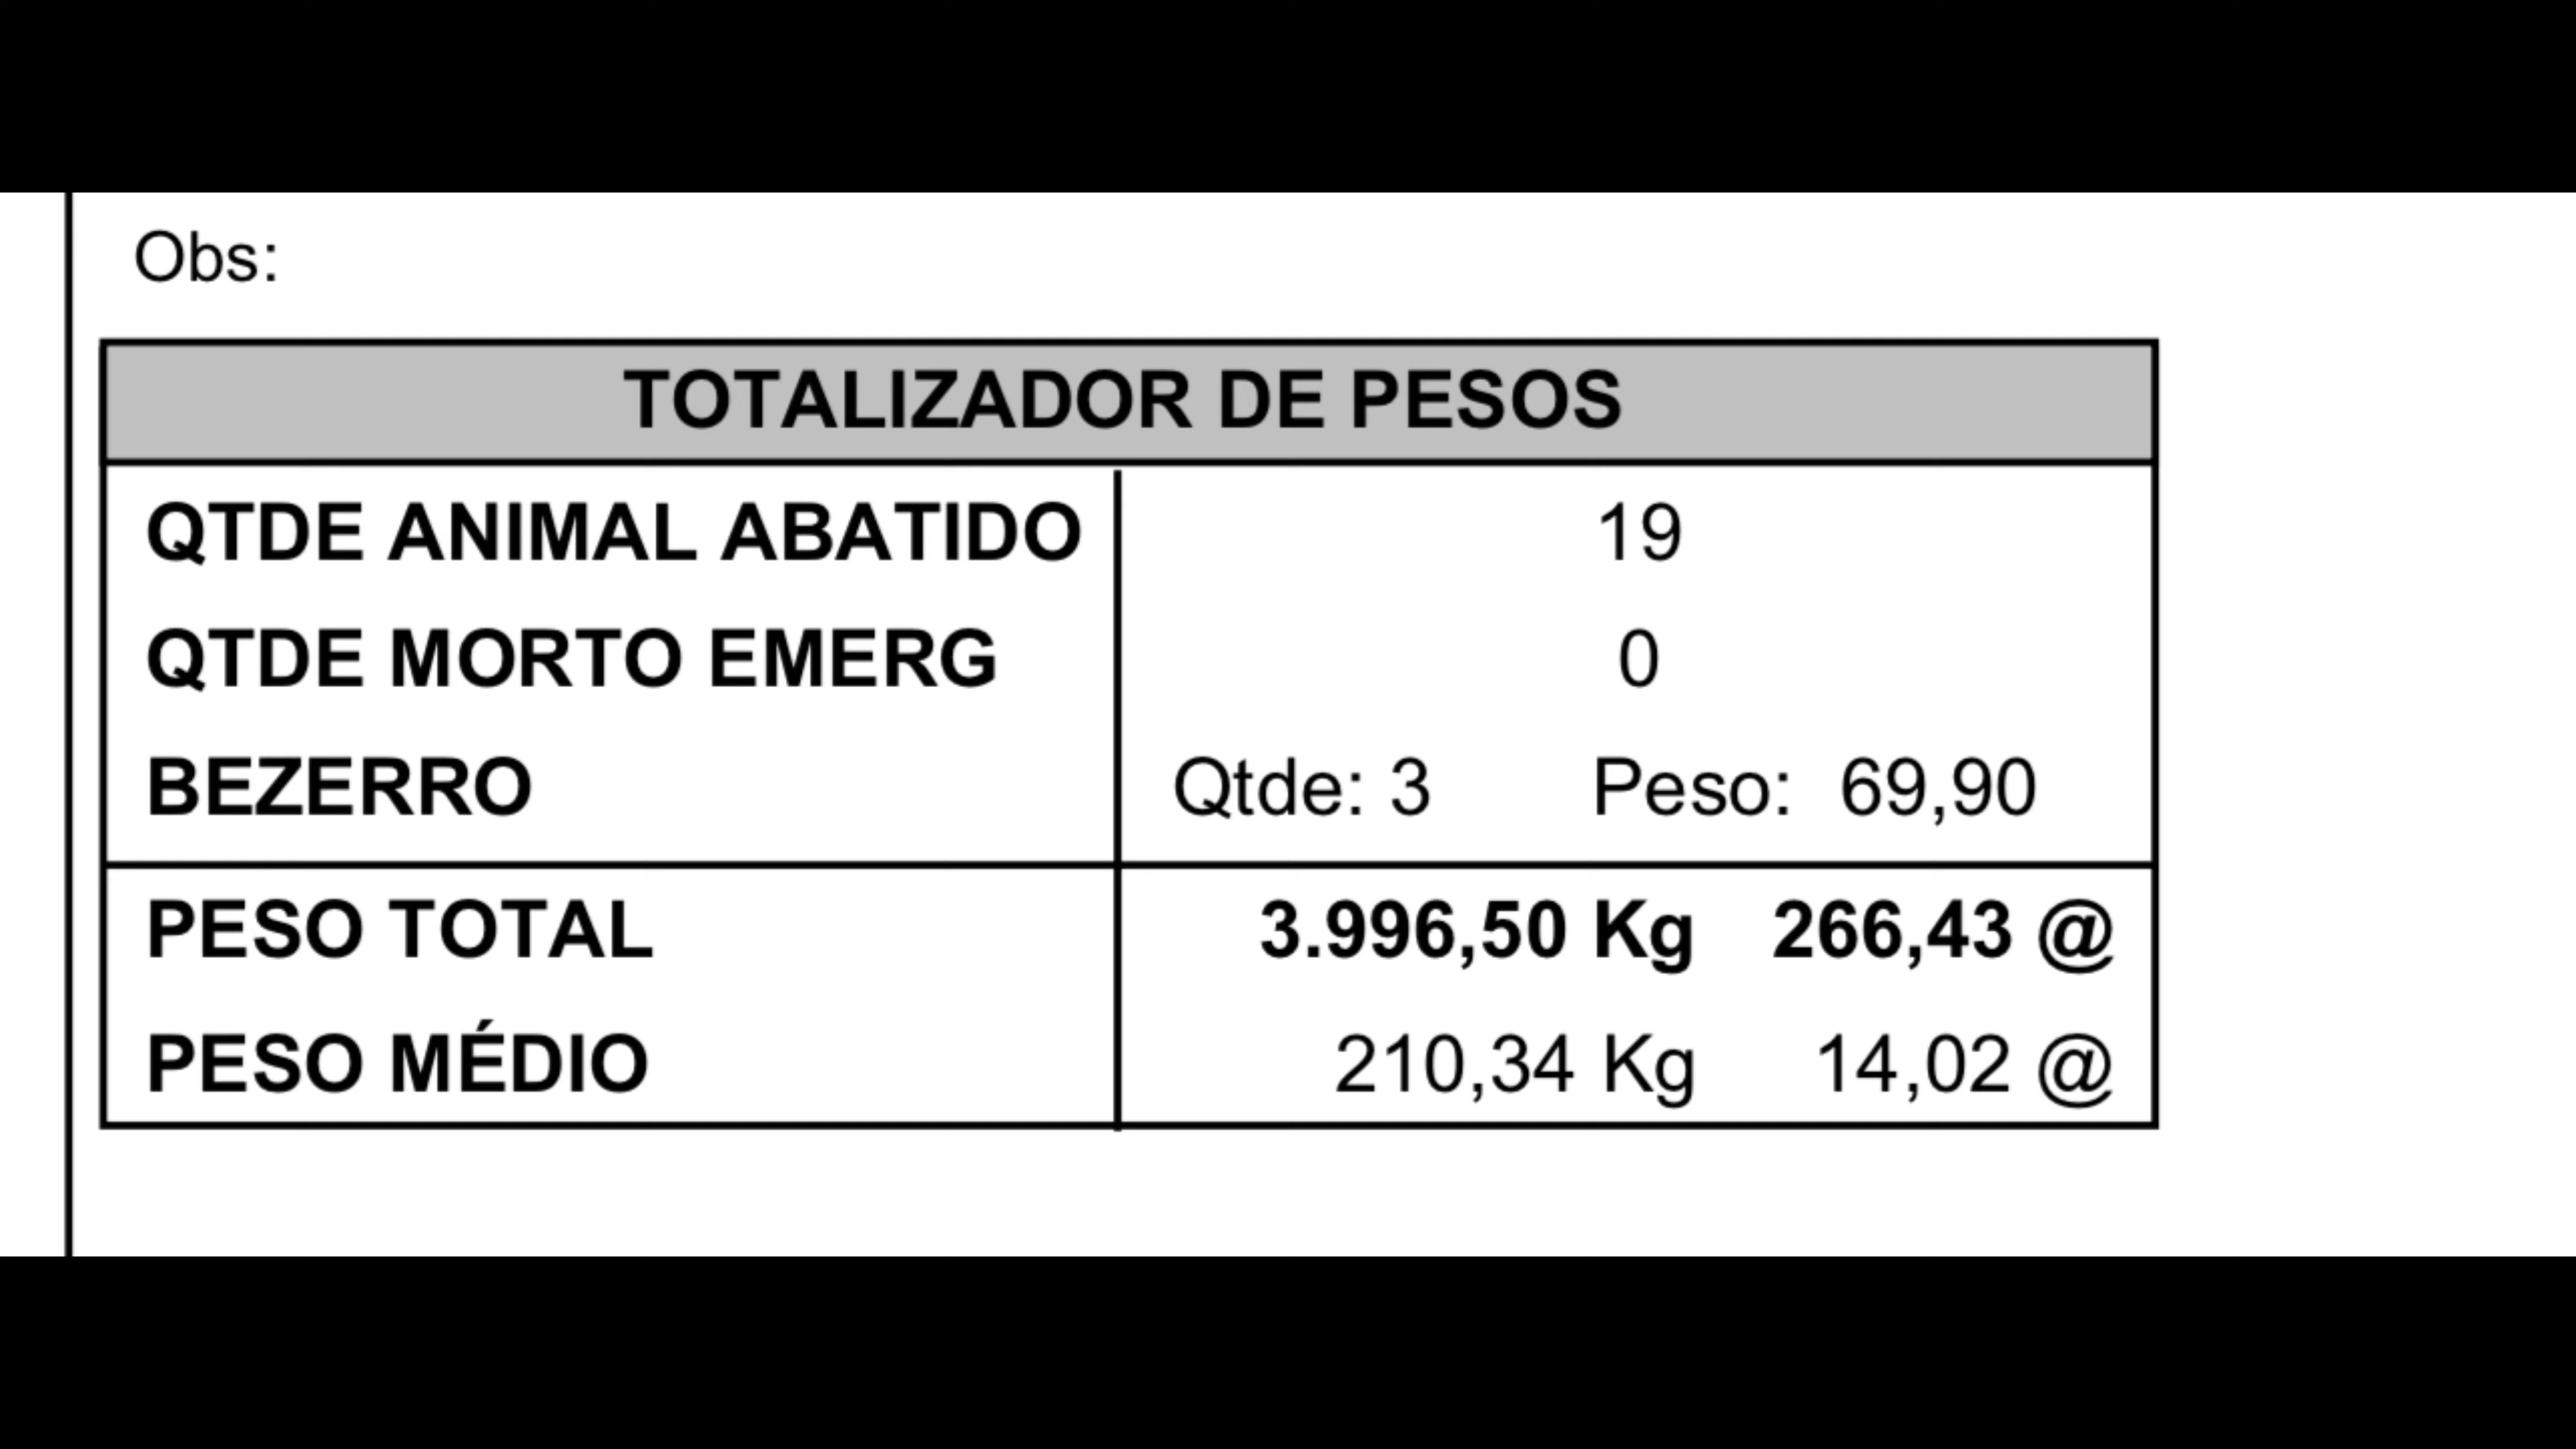 Obs:
TOTALIZADOR DE PESOS
QTDE ANIMAL ABATIDO 19
QTDE MORTO EMERG 0
BEZERRO Qtde: 3 Peso: 69,90
PESO TOTAL 3.996,50 Kg 266,43 @
PESO MÉDIO 210,34 Kg 14,02 @